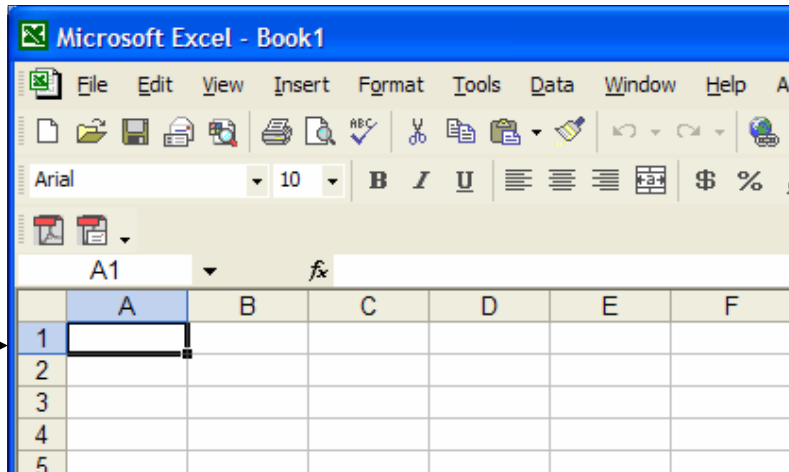 Microsoft Excel - Book1
File Edit View Insert Format Tools Data Window Help A
ABC
Arial 10 B I U a $ %
A1 fx
A B C D E F
1
2
3
4
5